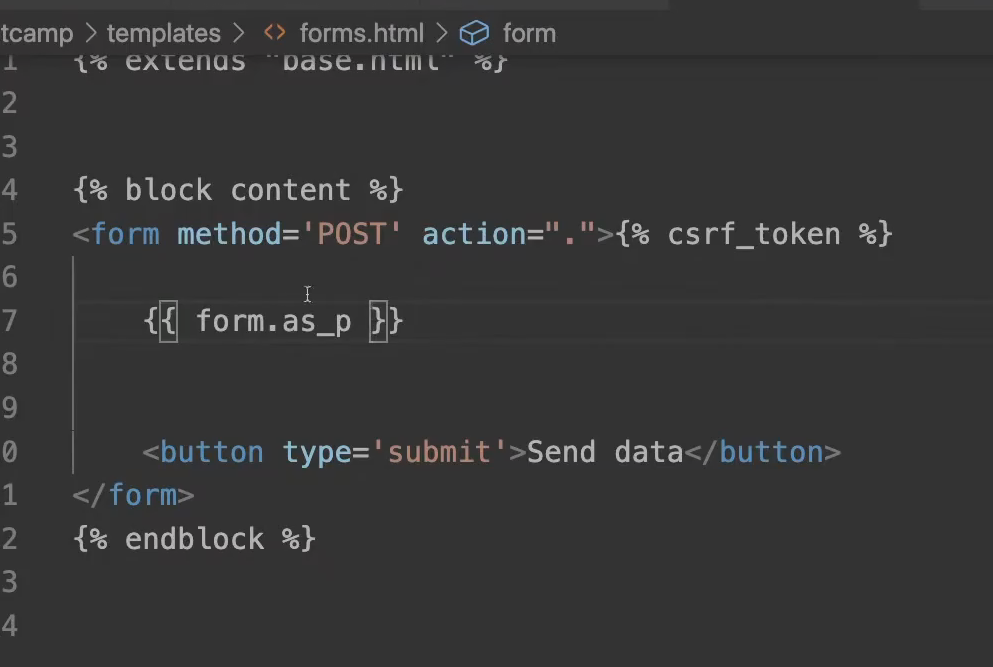 tcamp > templates > <> forms.html > form
1 {% extends "base.html" %}
2
3
4 {% block content %}
5 <form method='POST' action=".">{% csrf_token %}
6
7 {{ form.as_p }}
8
9
0 <button type='submit'>Send data</button>
1 </form>
2 {% endblock %}
3
4